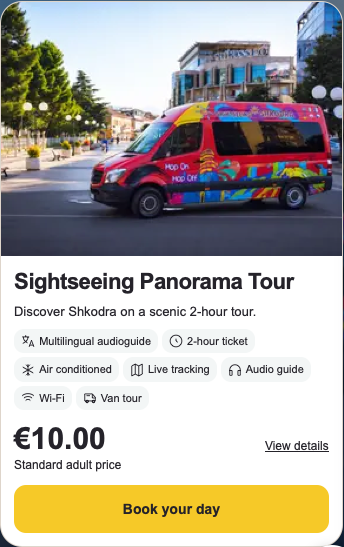 Hop On
Hop Off
Sightseeing Panorama Tour
Discover Shkodra on a scenic 2-hour tour.
Multilingual audioguide
2-hour ticket
Air conditioned
Live tracking
Audio guide
Wi-Fi
Van tour
€10.00
View details
Standard adult price
Book your day